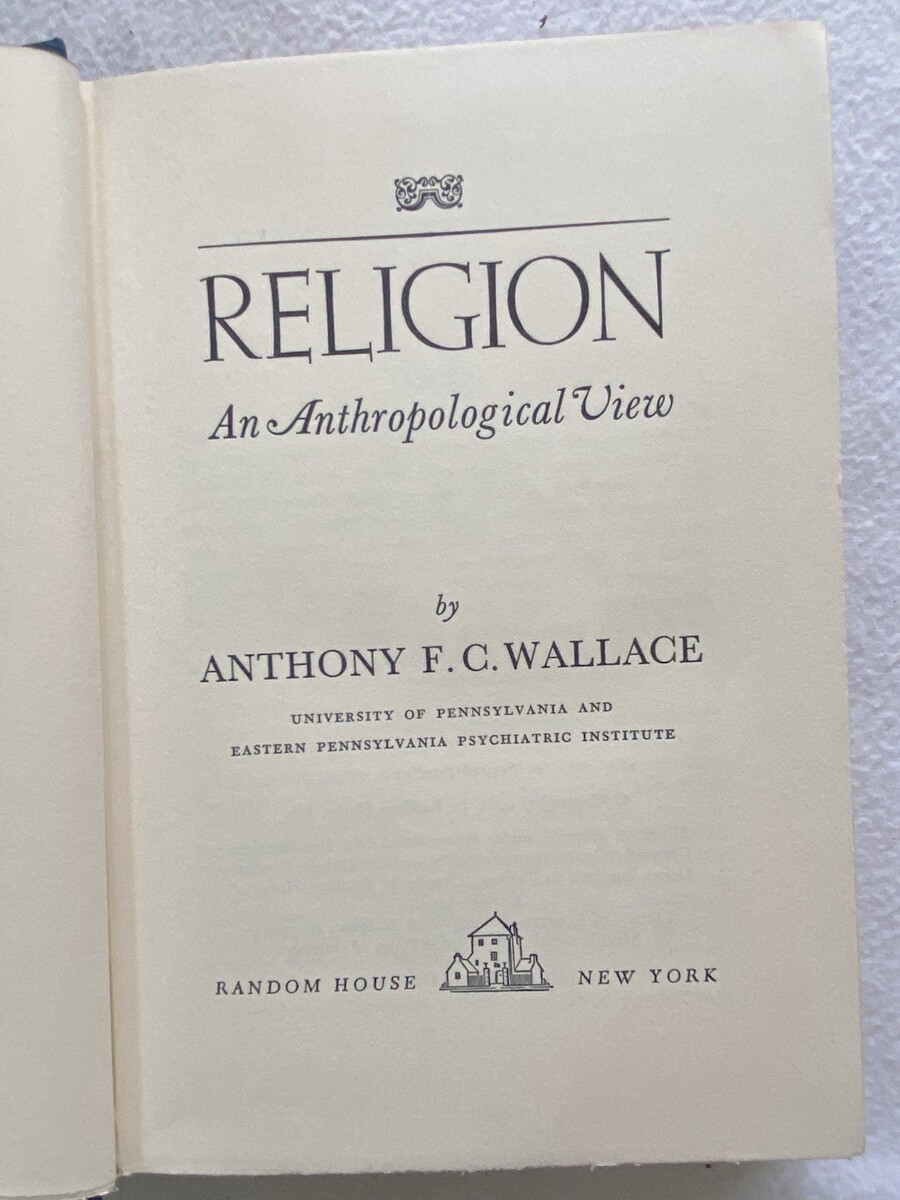 RELIGION
An Anthropological View
by
ANTHONY F. C. WALLACE
UNIVERSITY OF PENNSYLVANIA AND
EASTERN PENNSYLVANIA PSYCHIATRIC INSTITUTE
RANDOM HOUSE NEW YORK